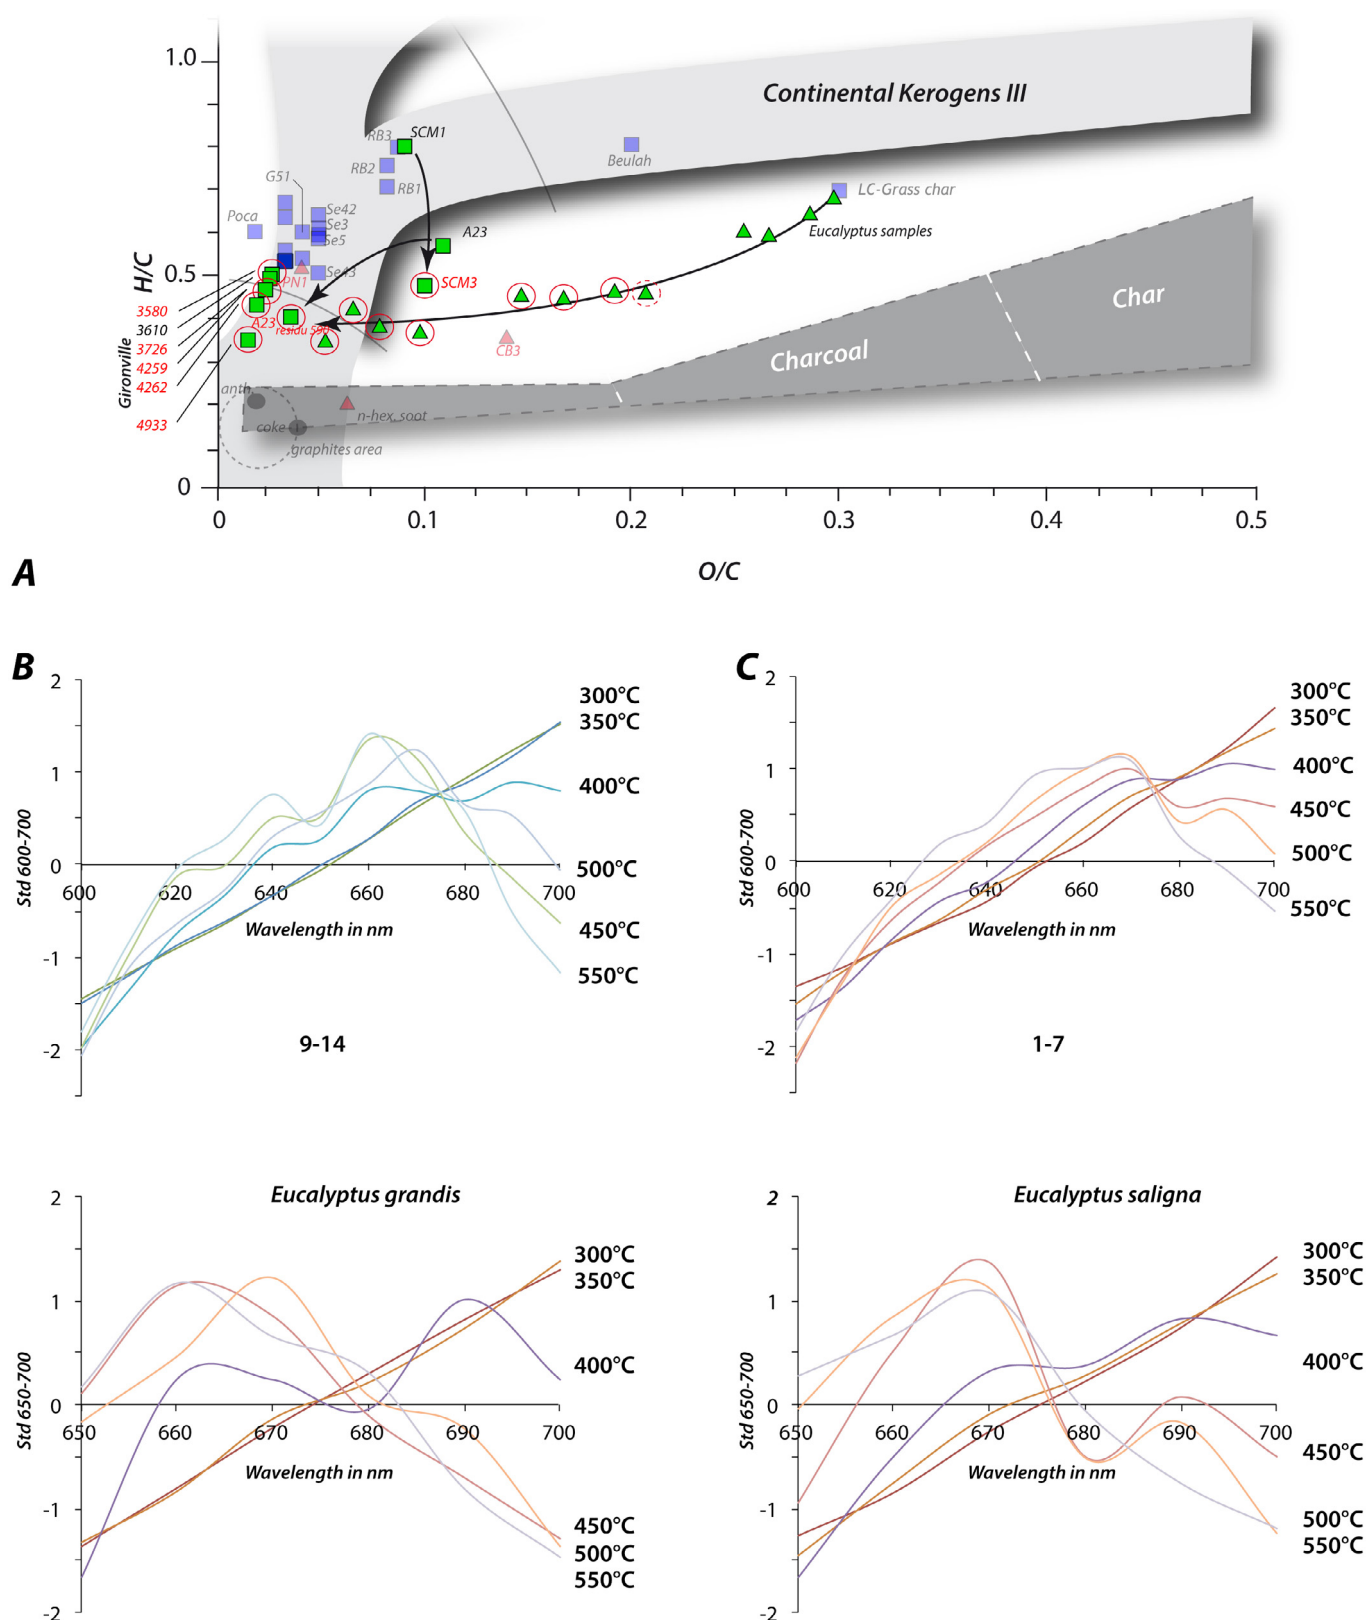 1.0
Continental Kerogens III
RB3
SCM1
Beulah
RB2
G51
RB1
LC-Grass char
Poca
Se42
Se3
Se5
A23
Eucalyptus samples
H/C
0.5
Se43
PN1
SCM3
Char
3580
3610
A23
residu 590
CB3
Charcoal
3726
4259
4262
4933
Gironville
anth.
n-hex. soot
coke
graphites area
0
0 0.1 0.2 0.3 0.4 0.5
O/C
A
B
2
1
0
-1
-2
Std 600-700
300°C
350°C
400°C
500°C
450°C
550°C
600 620 640 660 680 700
Wavelength in nm
9-14
C
2
1
0
-1
-2
Std 600-700
300°C
350°C
400°C
450°C
500°C
550°C
600 620 640 660 680 700
Wavelength in nm
1-7
Eucalyptus grandis
2
1
0
-1
-2
Std 650-700
300°C
350°C
400°C
450°C
500°C
550°C
650 660 670 680 690 700
Wavelength in nm
Eucalyptus saligna
2
1
0
-1
-2
Std 650-700
300°C
350°C
400°C
450°C
500°C
550°C
650 660 670 680 690 700
Wavelength in nm